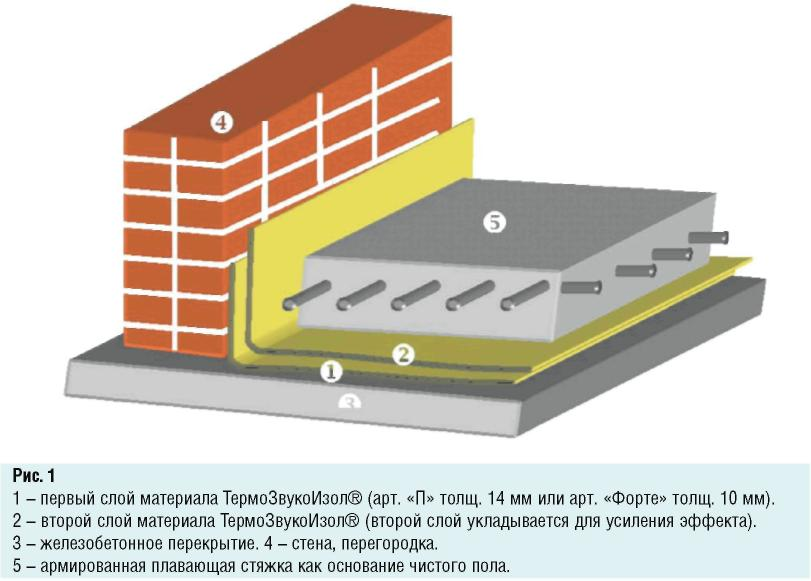 4
5
2
1
3
Рис. 1
1 – первый слой материала ТермоЗвукоИзол® (арт. «П» толщ. 14 мм или арт. «Форте» толщ. 10 мм).
2 – второй слой материала ТермоЗвукоИзол® (второй слой укладывается для усиления эффекта).
3 – железобетонное перекрытие. 4 – стена, перегородка.
5 – армированная плавающая стяжка как основание чистого пола.